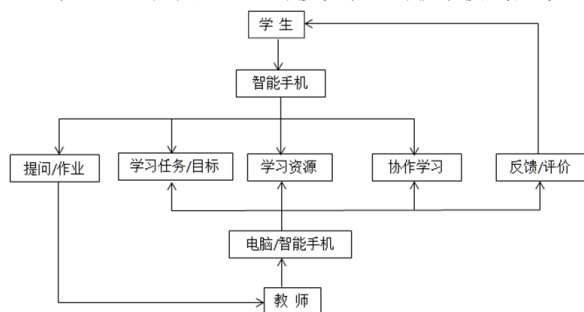 学 生
智能手机
提问/作业
学习任务/目标
学习资源
协作学习
反馈/评价
电脑/智能手机
教 师